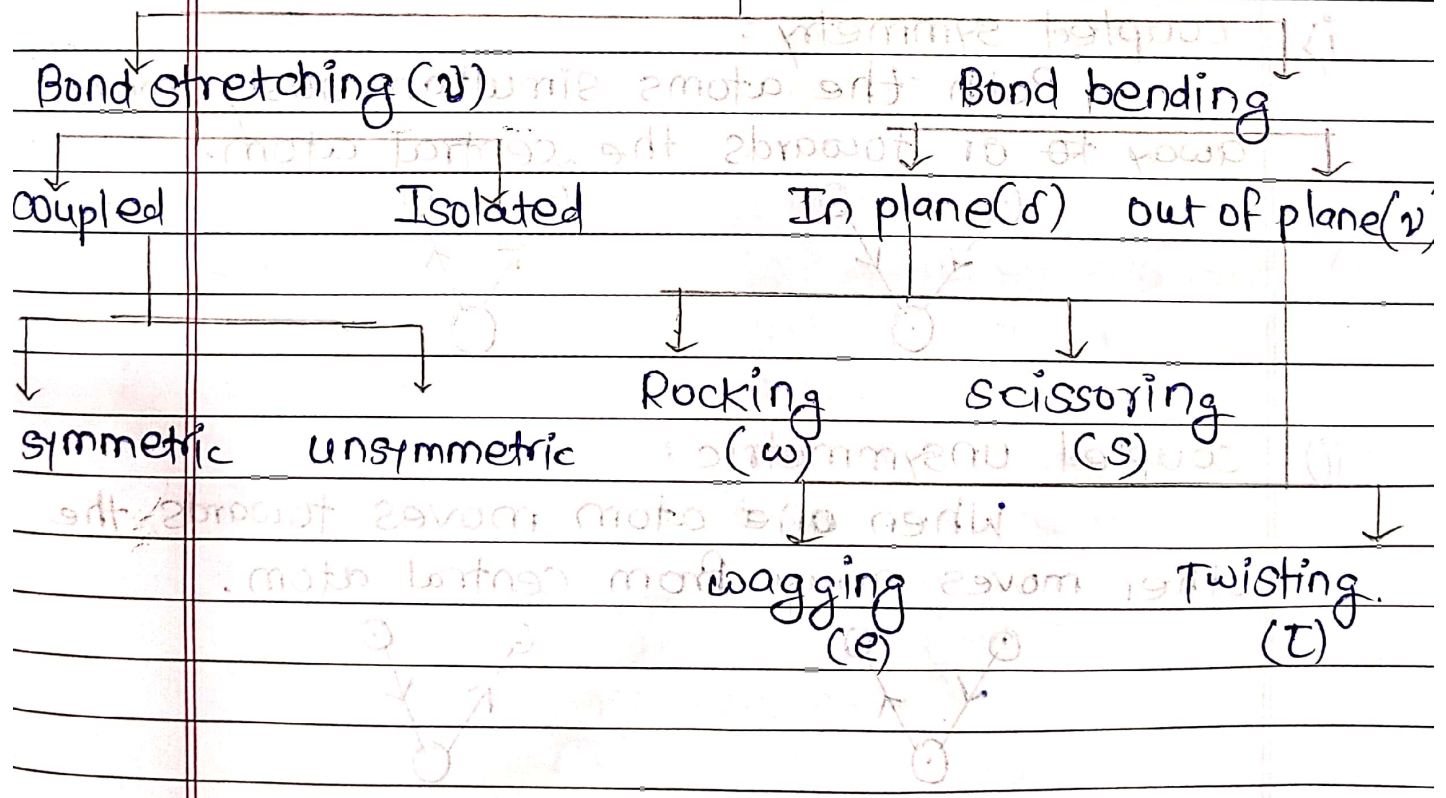 Bond stretching (ν) Bond bending
coupled Isolated In plane(δ) out of plane(ν)
Rocking scissoring
symmetric unsymmetric (ω) (S)
wagging Twisting.
(e) (τ)